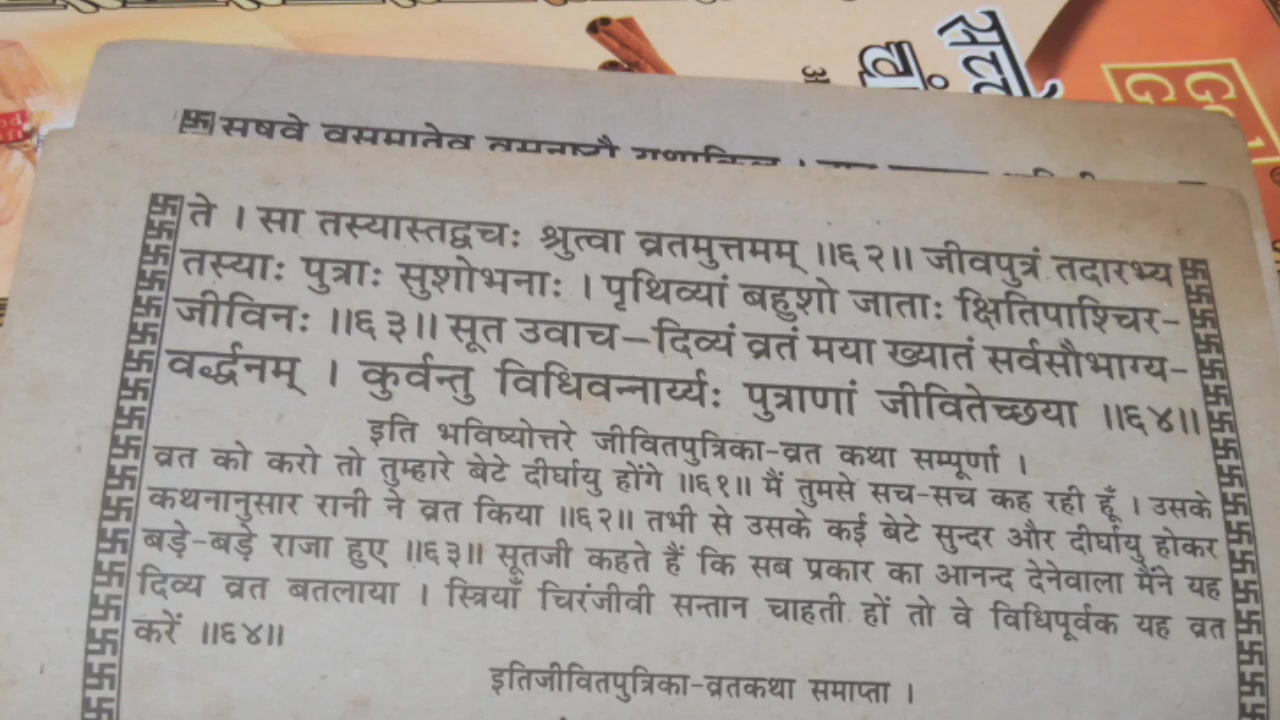 सषवे वसमातेव
ते । सा तस्यास्तद्वचः श्रुत्वा व्रतमुत्तमम् ॥६२॥ जीवपुत्रं तदारभ्य
तस्याः पुत्राः सुशोभनाः । पृथिव्यां बहुशो जाताः क्षितिपाश्चिर-
जीविनः ॥६३॥ सूत उवाच–दिव्यं व्रतं मया ख्यातं सर्वसौभाग्य-
वर्द्धनम् । कुर्वन्तु विधिवन्नार्य्यः पुत्राणां जीवितेच्छया ॥६४॥
इति भविष्योत्तरे जीवितपुत्रिका-व्रत कथा सम्पूर्णा ।
व्रत को करो तो तुम्हारे बेटे दीर्घायु होंगे ॥६१॥ मैं तुमसे सच-सच कह रही हूँ । उसके
कथनानुसार रानी ने व्रत किया ॥६२॥ तभी से उसके कई बेटे सुन्दर और दीर्घायु होकर
बड़े-बड़े राजा हुए ॥६३॥ सूतजी कहते हैं कि सब प्रकार का आनन्द देनेवाला मैंने यह
दिव्य व्रत बतलाया । स्त्रियाँ चिरंजीवी सन्तान चाहती हों तो वे विधिपूर्वक यह व्रत
करें ॥६४॥
इतिजीवितपुत्रिका-व्रतकथा समाप्ता ।